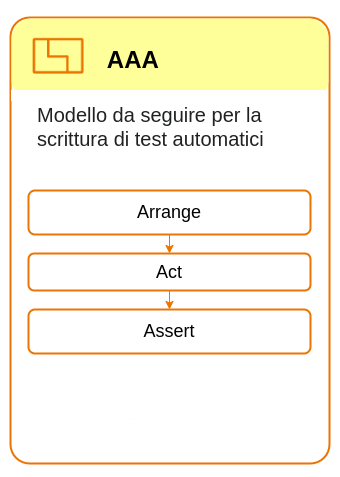 AAA
Modello da seguire per la
scrittura di test automatici
Arrange
Act
Assert